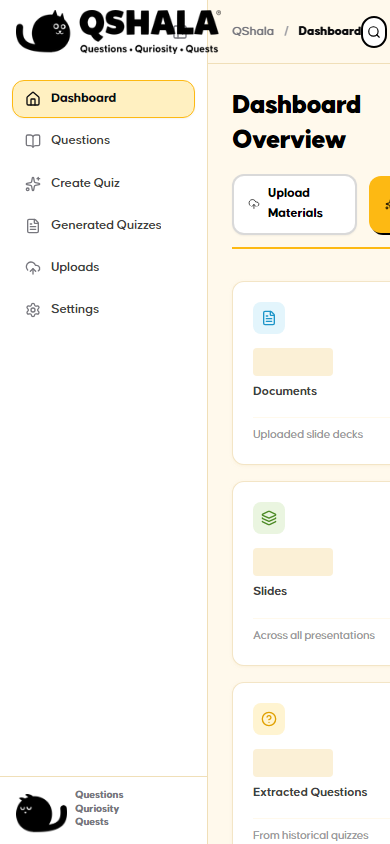 QSHALA®
Questions • Quriosity • Quests
Dashboard
Questions
Create Quiz
Generated Quizzes
Uploads
Settings
Questions
Quriosity
Quests
QShala / Dashboard
Dashboard
Overview
Upload
Materials
Documents
Uploaded slide decks
Slides
Across all presentations
Extracted Questions
From historical quizzes